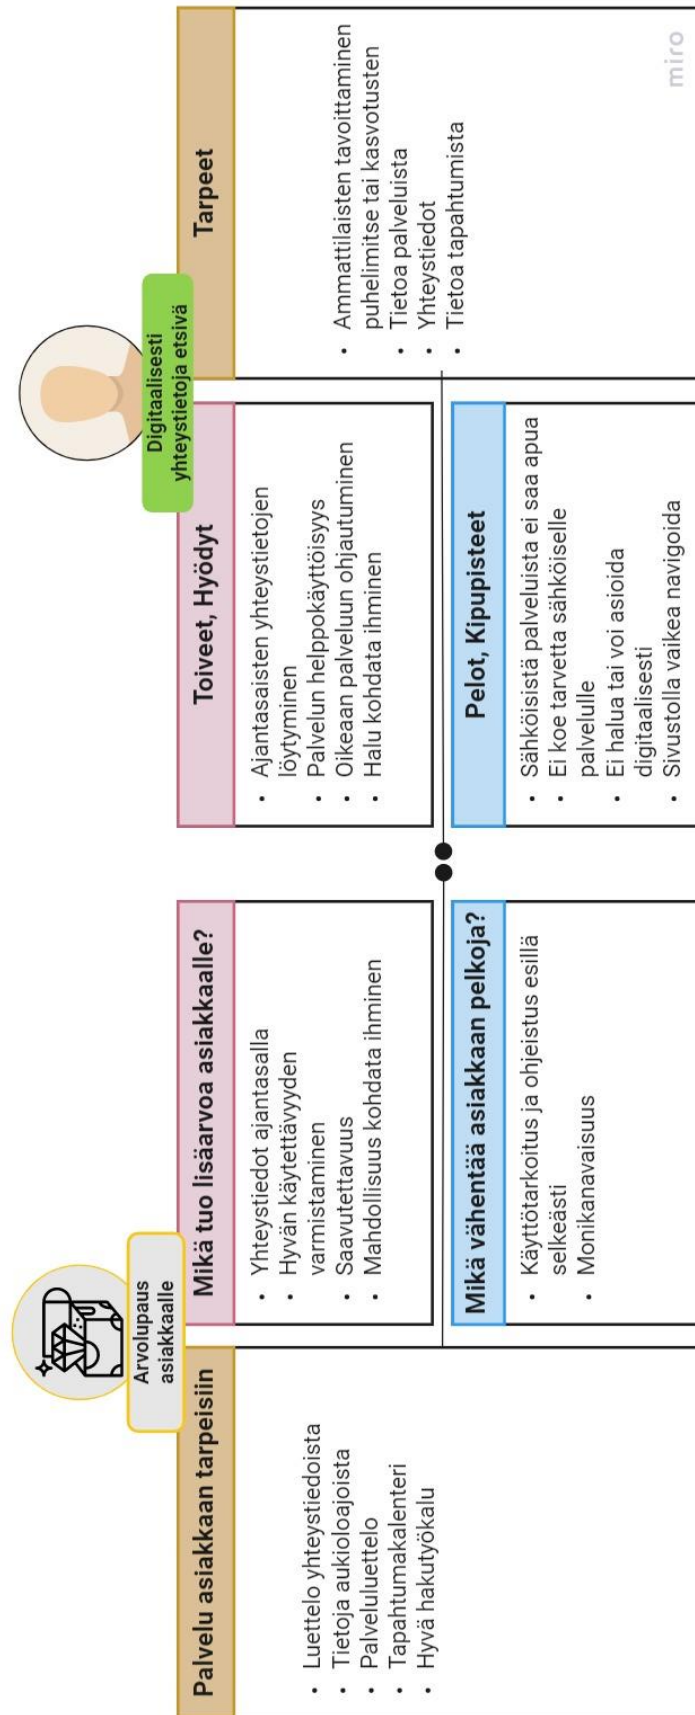 Arvolupaus
asiakkaalle
Palvelu asiakkaan tarpeisiin
• Luettelo yhteystiedoista
• Tietoja aukioloajoista
• Palveluluettelo
• Tapahtumakalenteri
• Hyvä hakutyökalu
Mikä tuo lisäarvoa asiakkaalle?
• Yhteystiedot ajantasalla
• Hyvän käytettävyyden
varmistaminen
• Saavutettavuus
• Mahdollisuus kohdata ihminen
Mikä vähentää asiakkaan pelkoja?
• Käyttötarkoitus ja ohjeistus esillä
selkeästi
• Monikanavaisuus
Digitaalisesti
yhteystietoja etsivä
Toiveet, Hyödyt
• Ajantasaisten yhteystietojen
löytyminen
• Palvelun helppokäyttöisyys
• Oikeaan palveluun ohjautuminen
• Halu kohdata ihminen
Pelot, Kipupisteet
• Sähköisistä palveluista ei saa apua
• Ei koe tarvetta sähköiselle
palvelulle
• Ei halua tai voi asioida
digitaalisesti
• Sivustolla vaikea navigoida
Tarpeet
• Ammattilaisten tavoittaminen
puhelimitse tai kasvotusten
• Tietoa palveluista
• Yhteystiedot
• Tietoa tapahtumista
miro